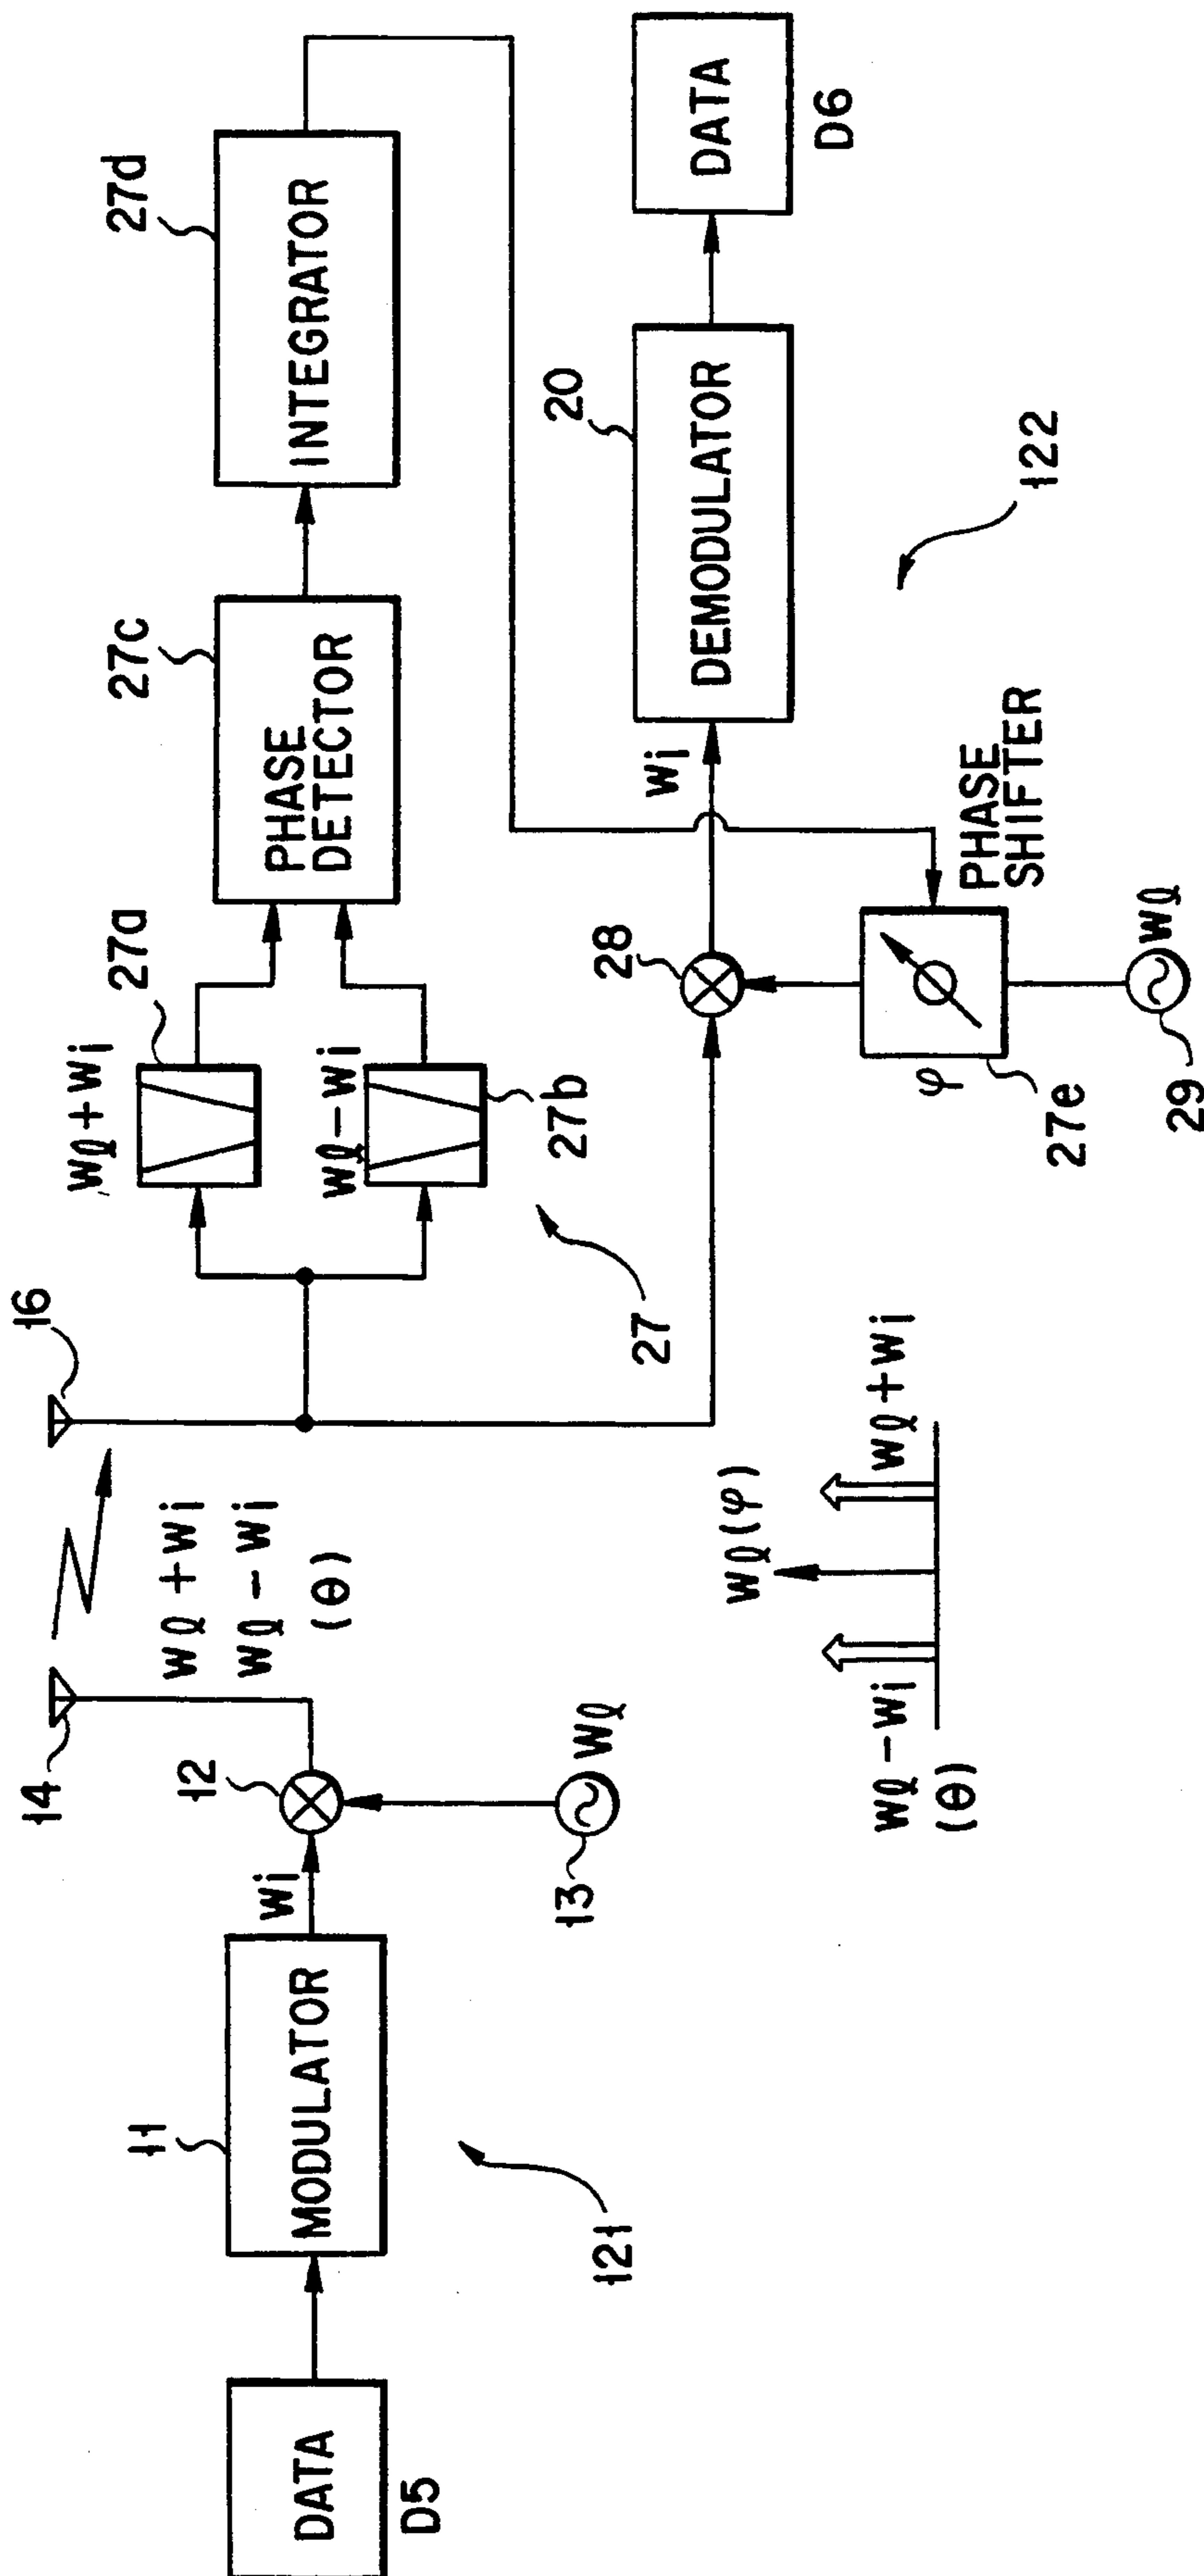 DATA
D5
11
MODULATOR
121
wi
12
14
13
wℓ
wℓ+wi
wℓ-wi
(θ)
16
27
wℓ+wi
27a
wℓ-wi
27b
27c
PHASE
DETECTOR
27d
INTEGRATOR
28
wi
20
DEMODULATOR
DATA
D6
122
PHASE
SHIFTER
φ
27e
29
wℓ
wℓ-wi
(θ)
wℓ(φ)
wℓ+wi